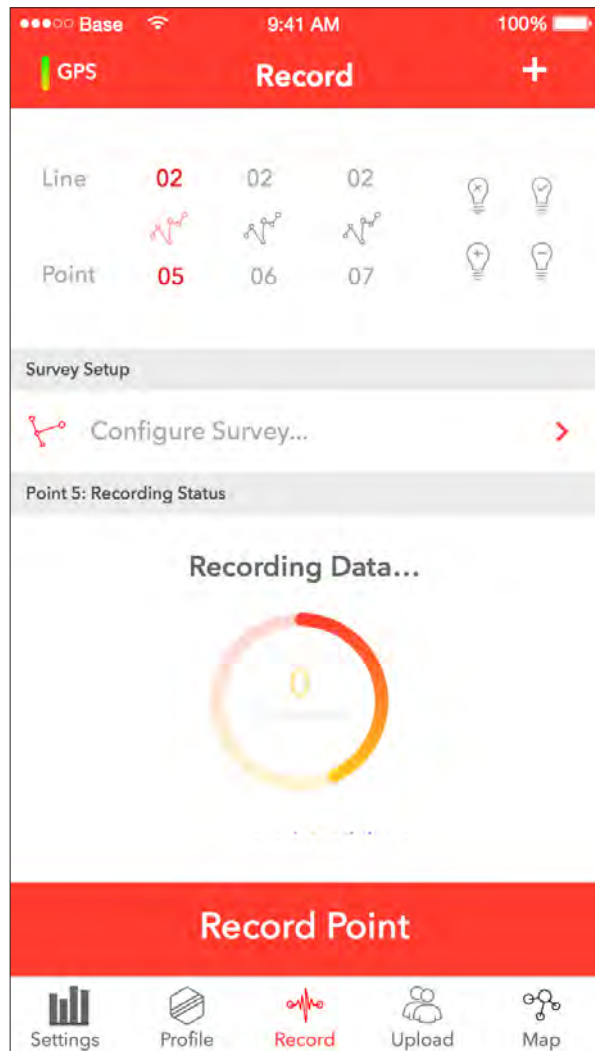 Base 9:41 AM 100%
GPS Record +
Line 02 02 02
Point 05 06 07
Survey Setup
Configure Survey...
Point 5: Recording Status
Recording Data...
0
Record Point
Settings Profile Record Upload Map